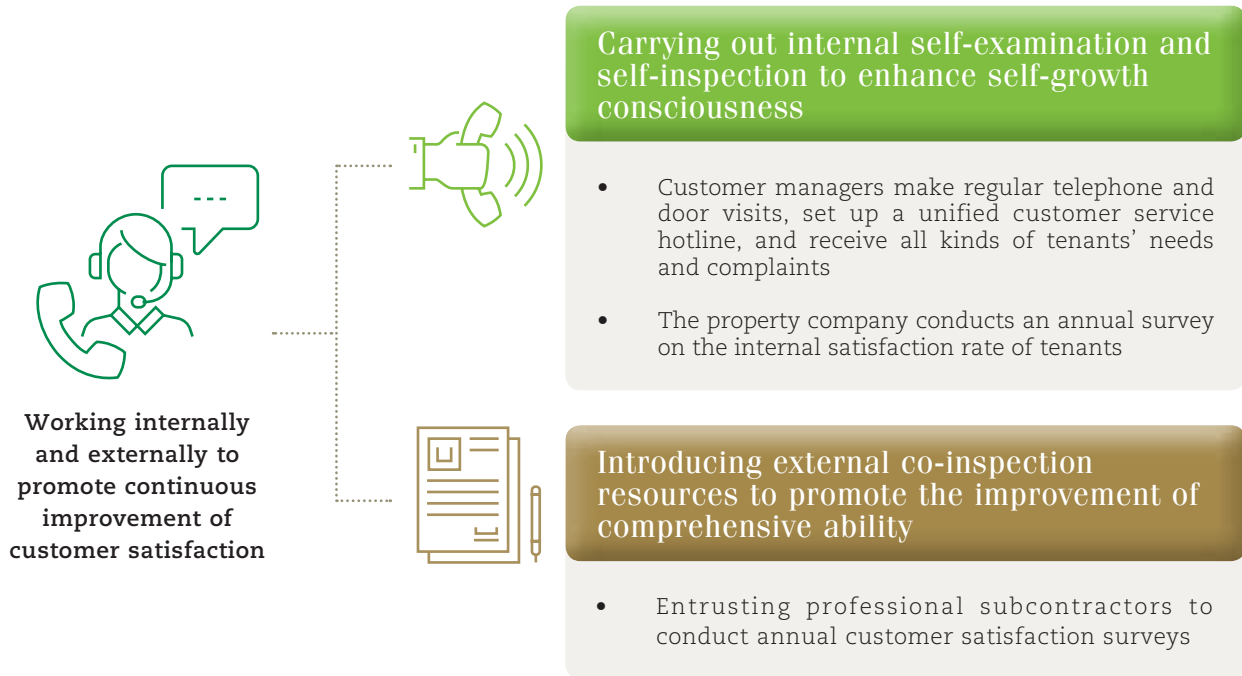 Working internally
and externally to
promote continuous
improvement of
customer satisfaction
Carrying out internal self-examination and
self-inspection to enhance self-growth
consciousness
• Customer managers make regular telephone and
door visits, set up a unified customer service
hotline, and receive all kinds of tenants’ needs
and complaints
• The property company conducts an annual survey
on the internal satisfaction rate of tenants
Introducing external co-inspection
resources to promote the improvement of
comprehensive ability
• Entrusting professional subcontractors to
conduct annual customer satisfaction surveys